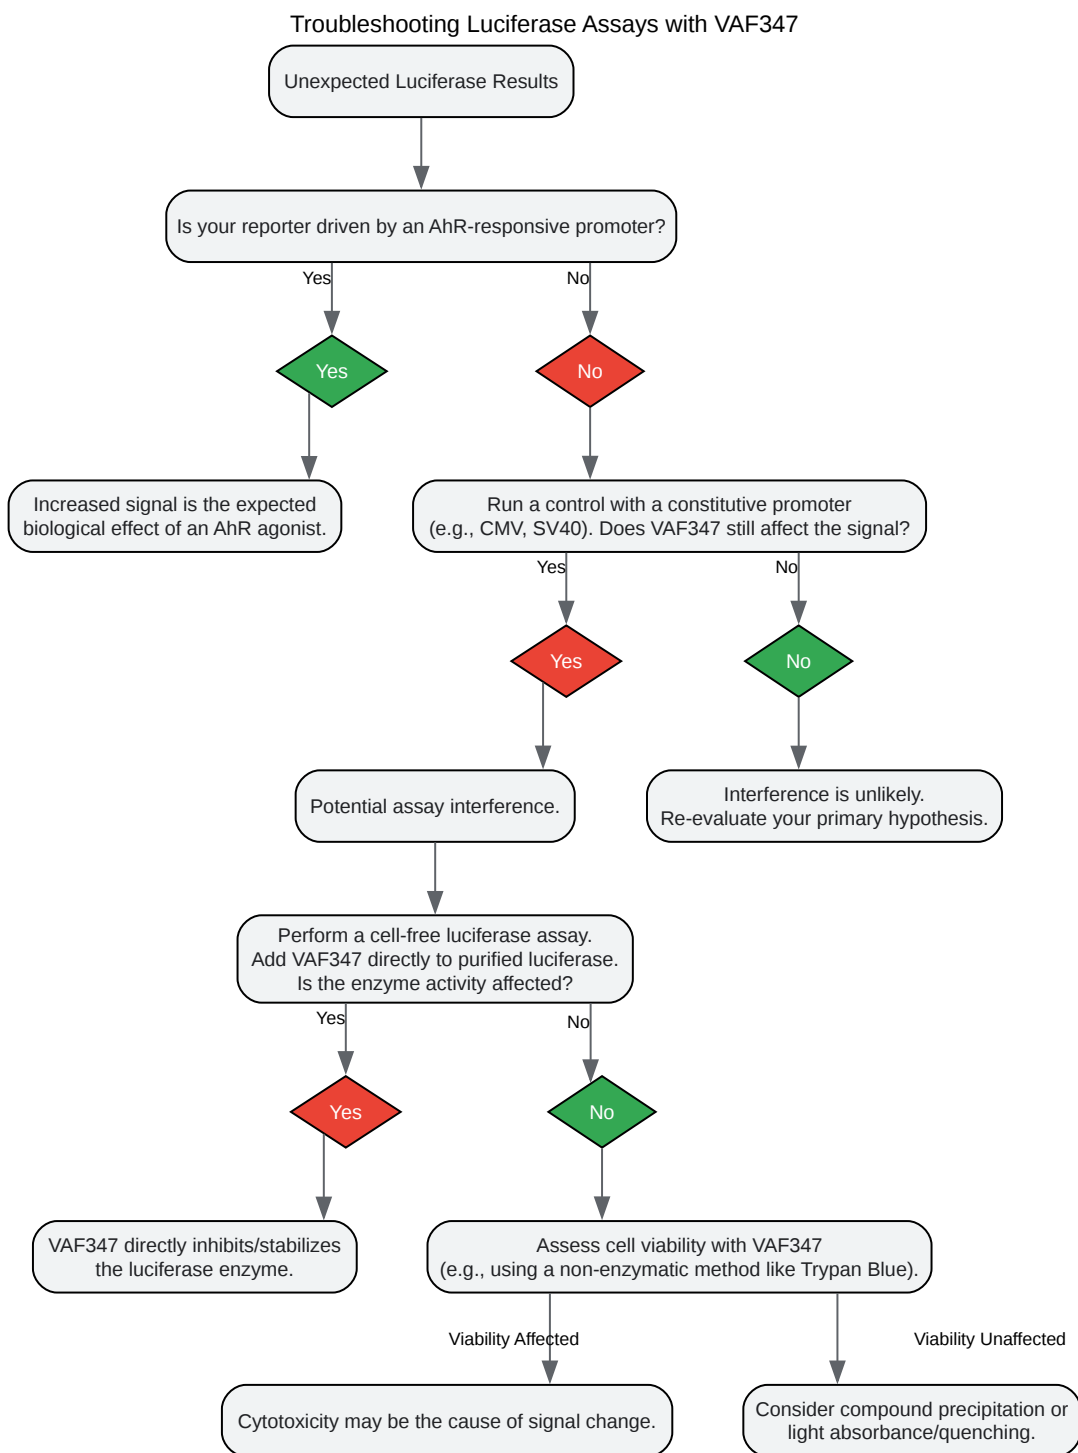 Troubleshooting Luciferase Assays with VAF347
Unexpected Luciferase Results
Is your reporter driven by an AhR-responsive promoter?
Yes
No
Yes
No
Increased signal is the expected
biological effect of an AhR agonist.
Run a control with a constitutive promoter
(e.g., CMV, SV40). Does VAF347 still affect the signal?
Yes
No
Yes
No
Potential assay interference.
Interference is unlikely.
Re-evaluate your primary hypothesis.
Perform a cell-free luciferase assay.
Add VAF347 directly to purified luciferase.
Is the enzyme activity affected?
Yes
No
Yes
No
VAF347 directly inhibits/stabilizes
the luciferase enzyme.
Assess cell viability with VAF347
(e.g., using a non-enzymatic method like Trypan Blue).
Viability Affected
Viability Unaffected
Cytotoxicity may be the cause of signal change.
Consider compound precipitation or
light absorbance/quenching.